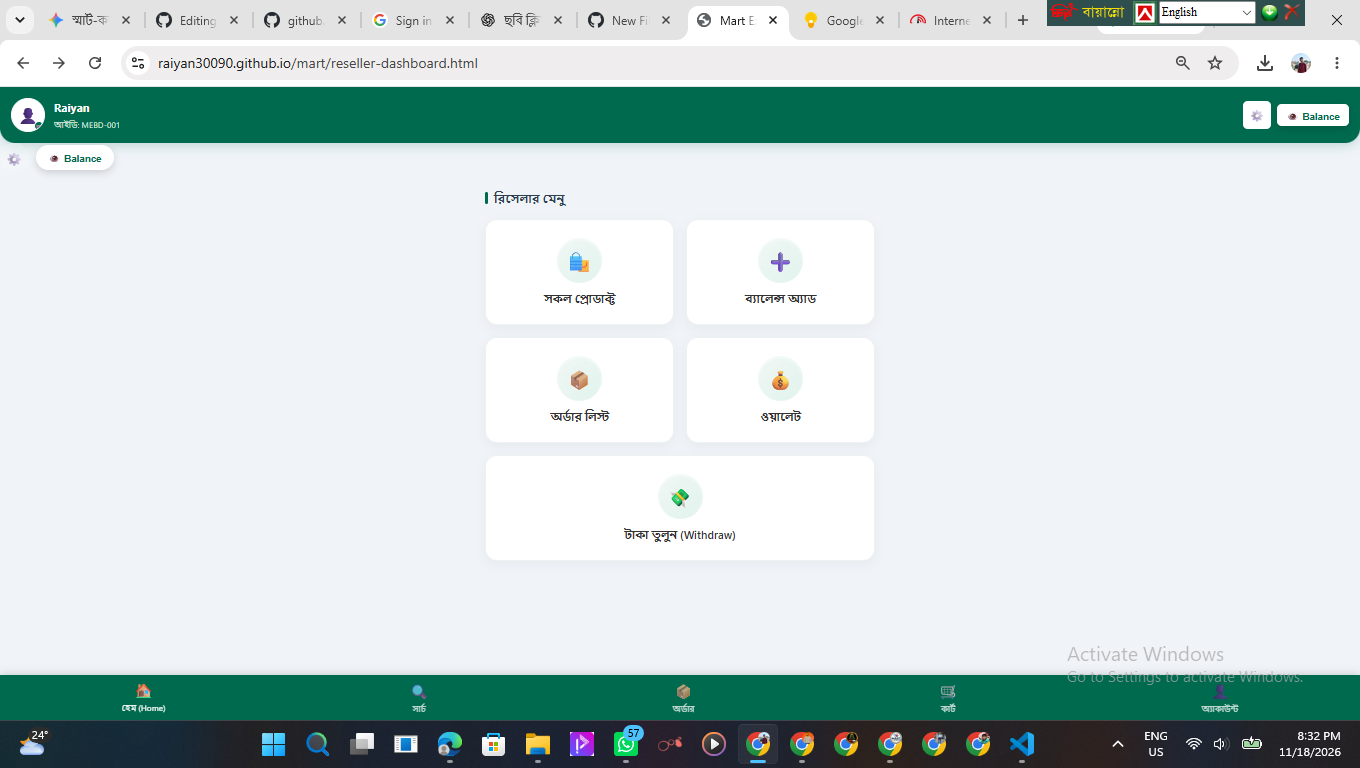 স্মার্ট-ক
Editing
github.
Sign in
ছবি ক্লি
New Fi
Mart E
Google
Interne
বায়ান্নো
English
raiyan30090.github.io/mart/reseller-dashboard.html
Raiyan
আইডি: MEBD-001
Balance
Balance
রিসেলার মেনু
সকল প্রোডাক্ট
ব্যালেন্স অ্যাড
অর্ডার লিস্ট
ওয়ালেট
টাকা তুলুন (Withdraw)
Activate Windows
Go to Settings to activate Windows.
হোম (Home)
সার্চ
অর্ডার
কার্ট
অ্যাকাউন্ট
24°
57
ENG
US
8:32 PM
11/18/2026